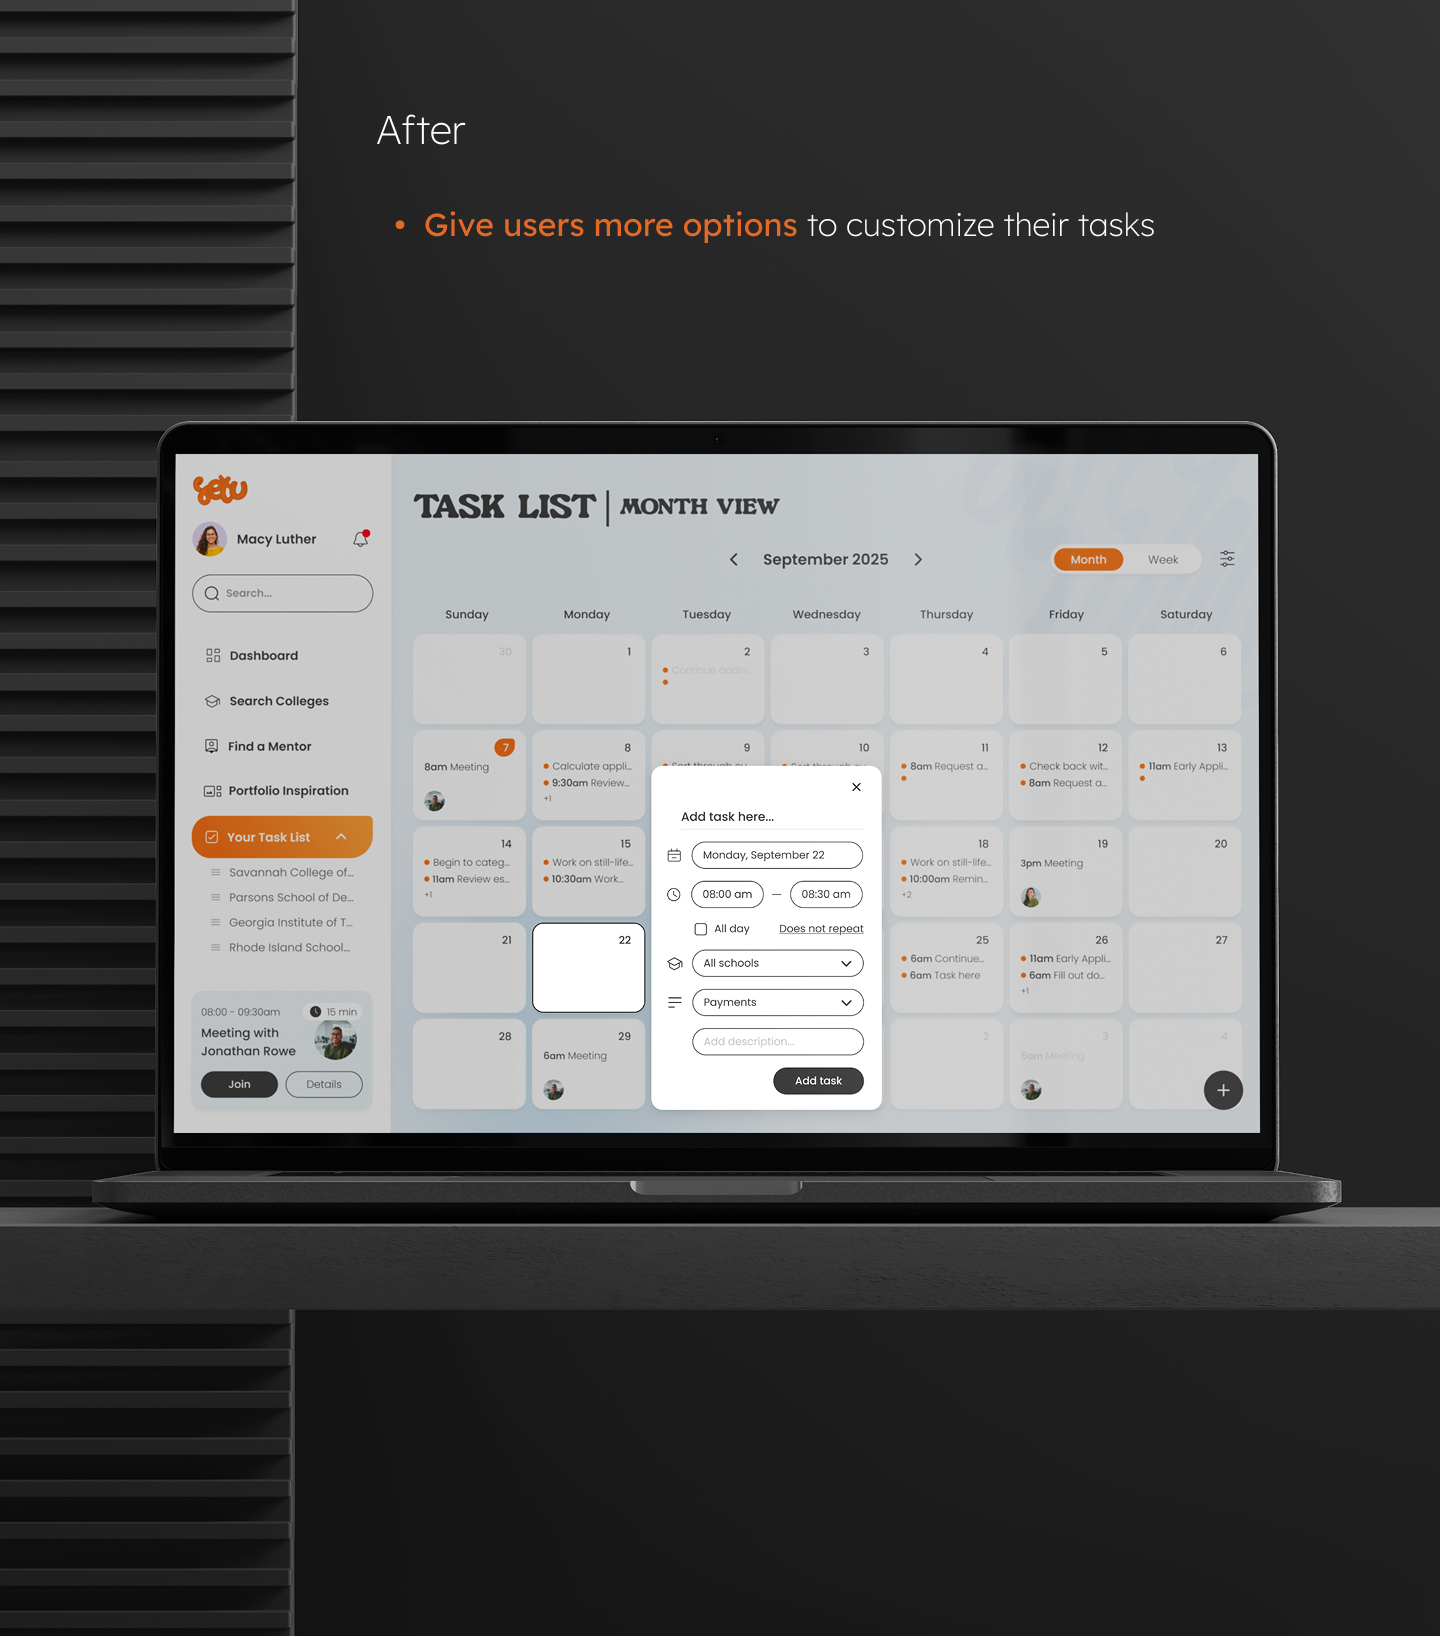 After
• Give users more options to customize their tasks
setu
Macy Luther
Search...
Dashboard
Search Colleges
Find a Mentor
Portfolio Inspiration
Your Task List
Savannah College of...
Parsons School of De...
Georgia Institute of T...
Rhode Island School...
08:00 - 09:30am
15 min
Meeting with
Jonathan Rowe
Join
Details
TASK LIST | MONTH VIEW
September 2025
Month
Week
Sunday Monday Tuesday Wednesday Thursday Friday Saturday
30 1 2 3 4 5 6
Continue addin...
7 8 9 10 11 12 13
8am Meeting
Calculate appli...
9:30am Review...
+1
8am Request a...
Check back wit...
8am Request a...
11am Early Appli...
14 15 18 19 20
Begin to categ...
11am Review es...
+1
Work on still-life...
10:30am Work...
Work on still-life...
10:00am Remin...
+2
3pm Meeting
21 22 25 26 27
6am Continue...
6am Task here
11am Early Appli...
6am Fill out do...
+1
28 29 2 3 4
6am Meeting
6am Meeting
Add task here...
Monday, September 22
08:00 am — 08:30 am
All day
Does not repeat
All schools
Payments
Add description...
Add task